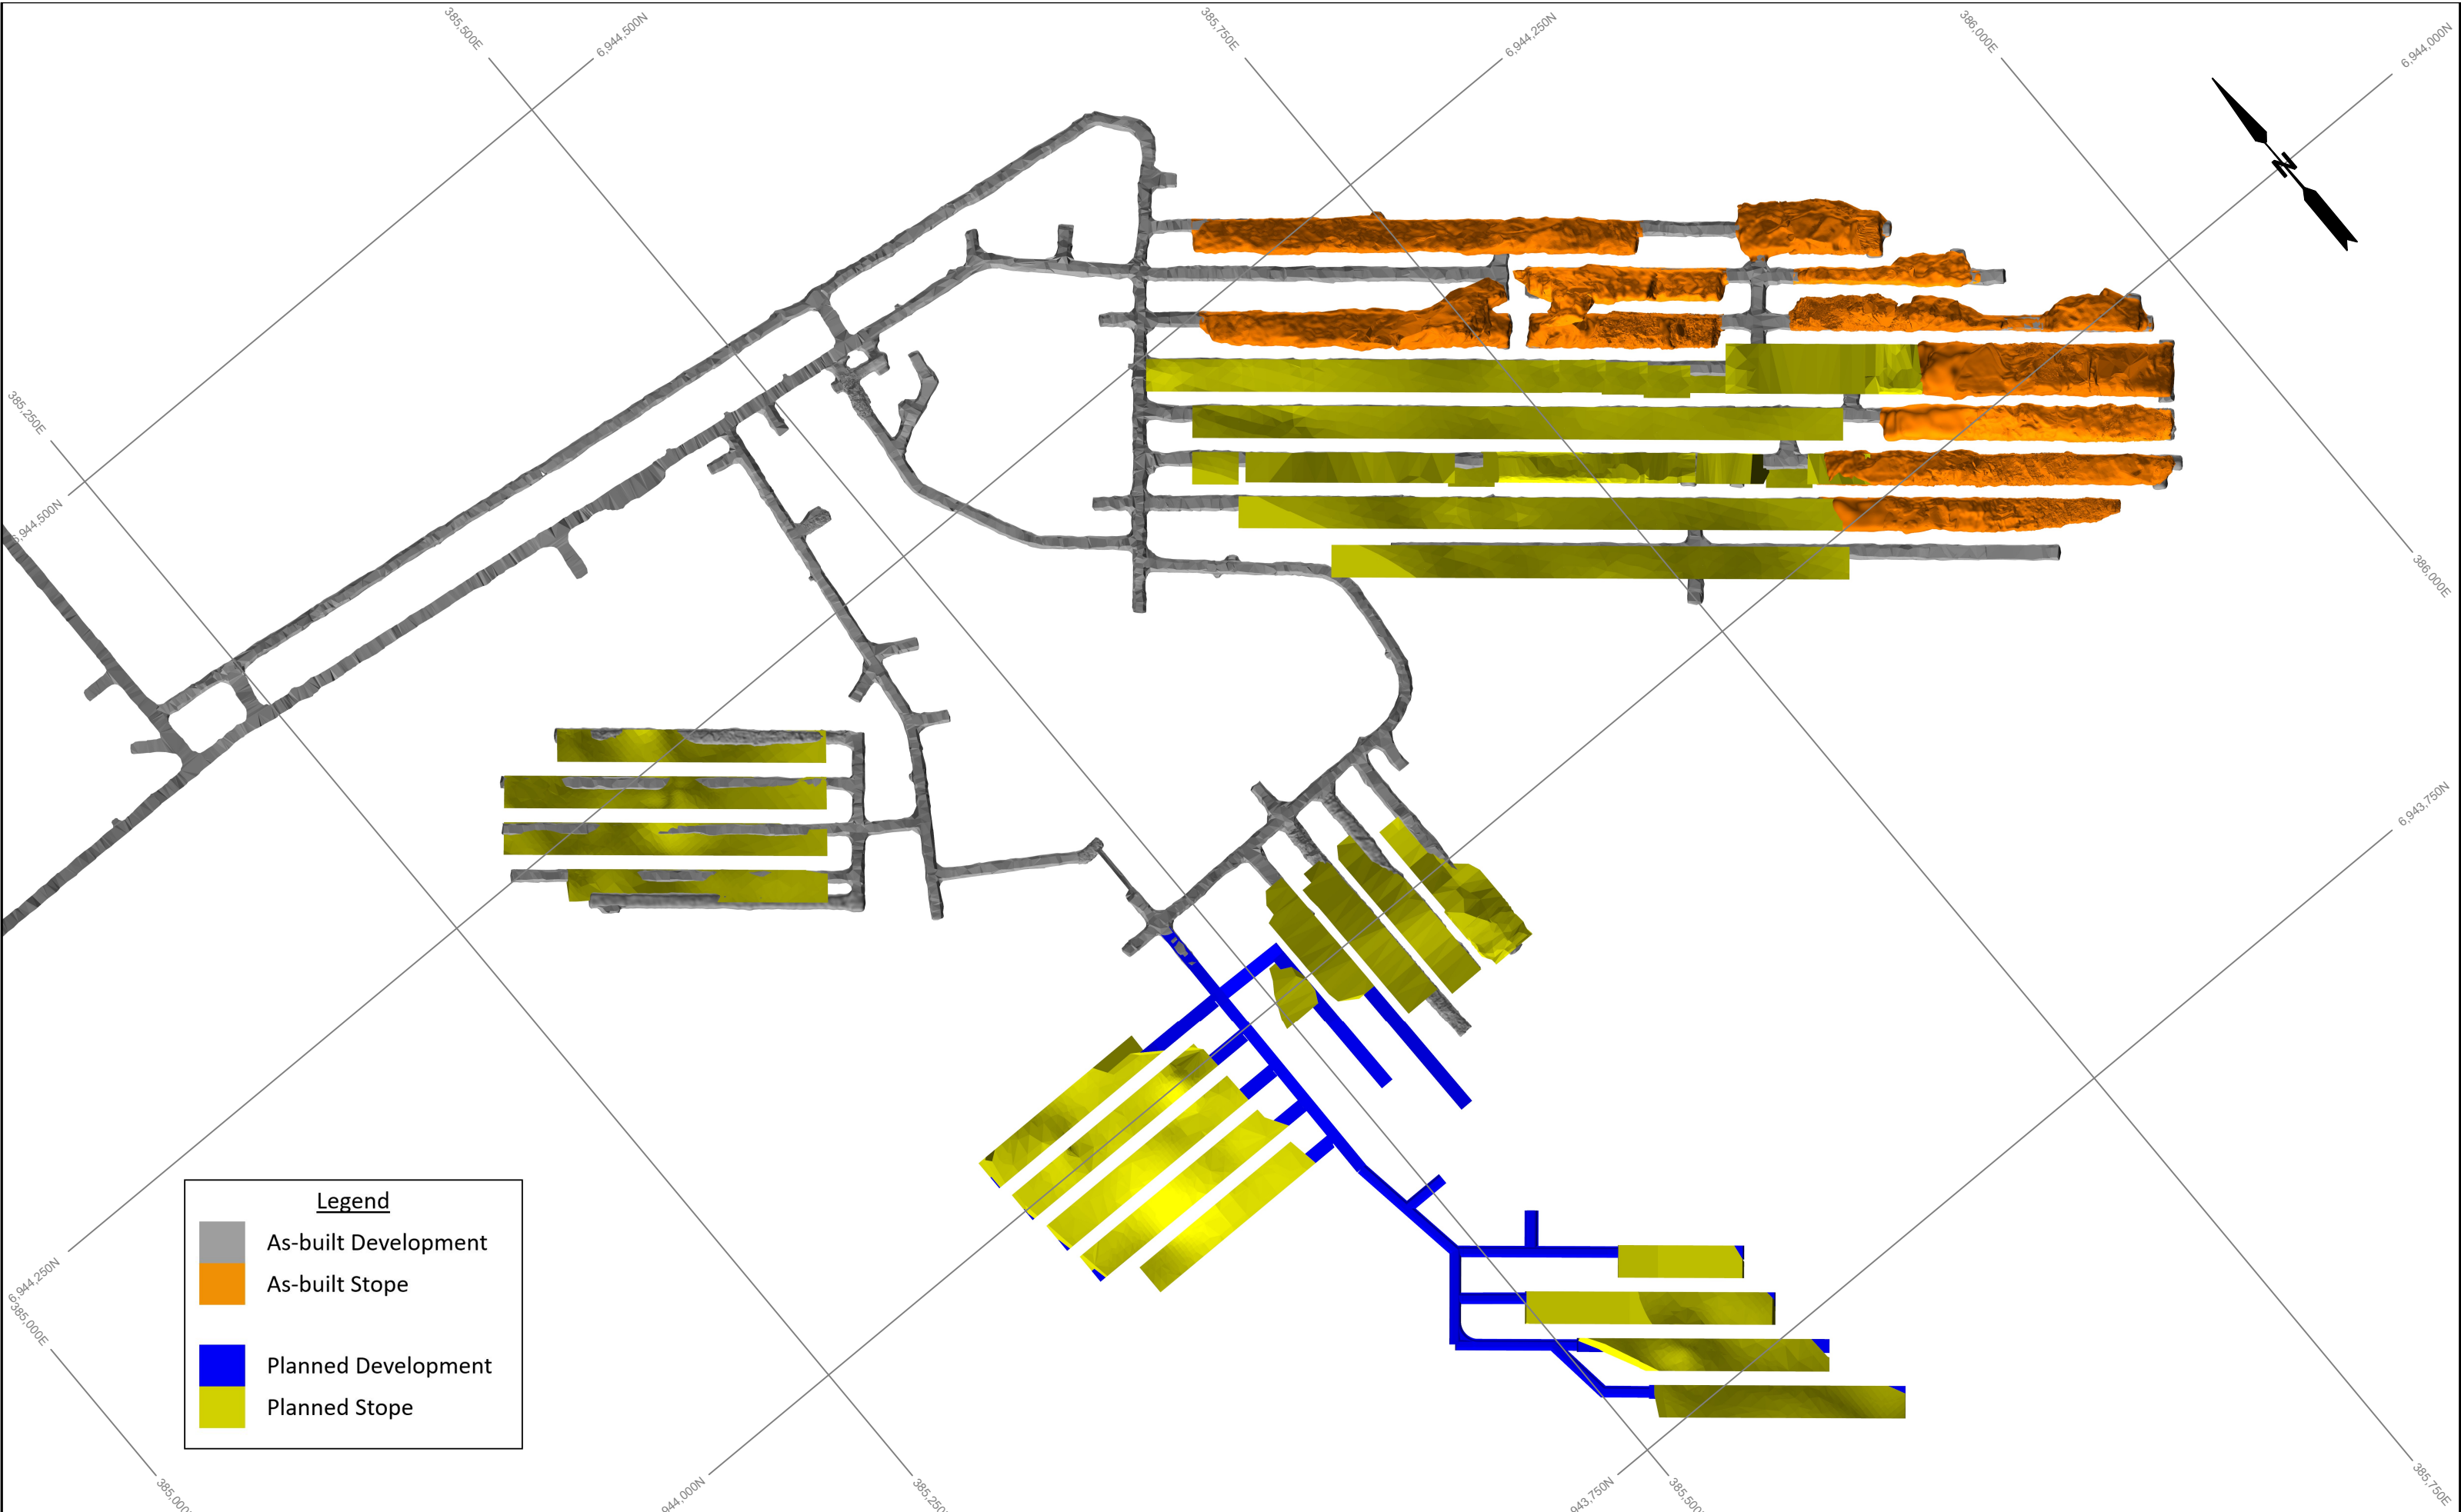 385,500E
6,944,500N
385,750E
6,944,250N
386,000E
6,944,000N
N
385,250E
6,944,500N
386,000E
6,943,750N
Legend
As-built Development
As-built Stope
Planned Development
Planned Stope
6,944,250N
385,000E
385,000
944,000N
385,250
943,750N
385,500
385,750E